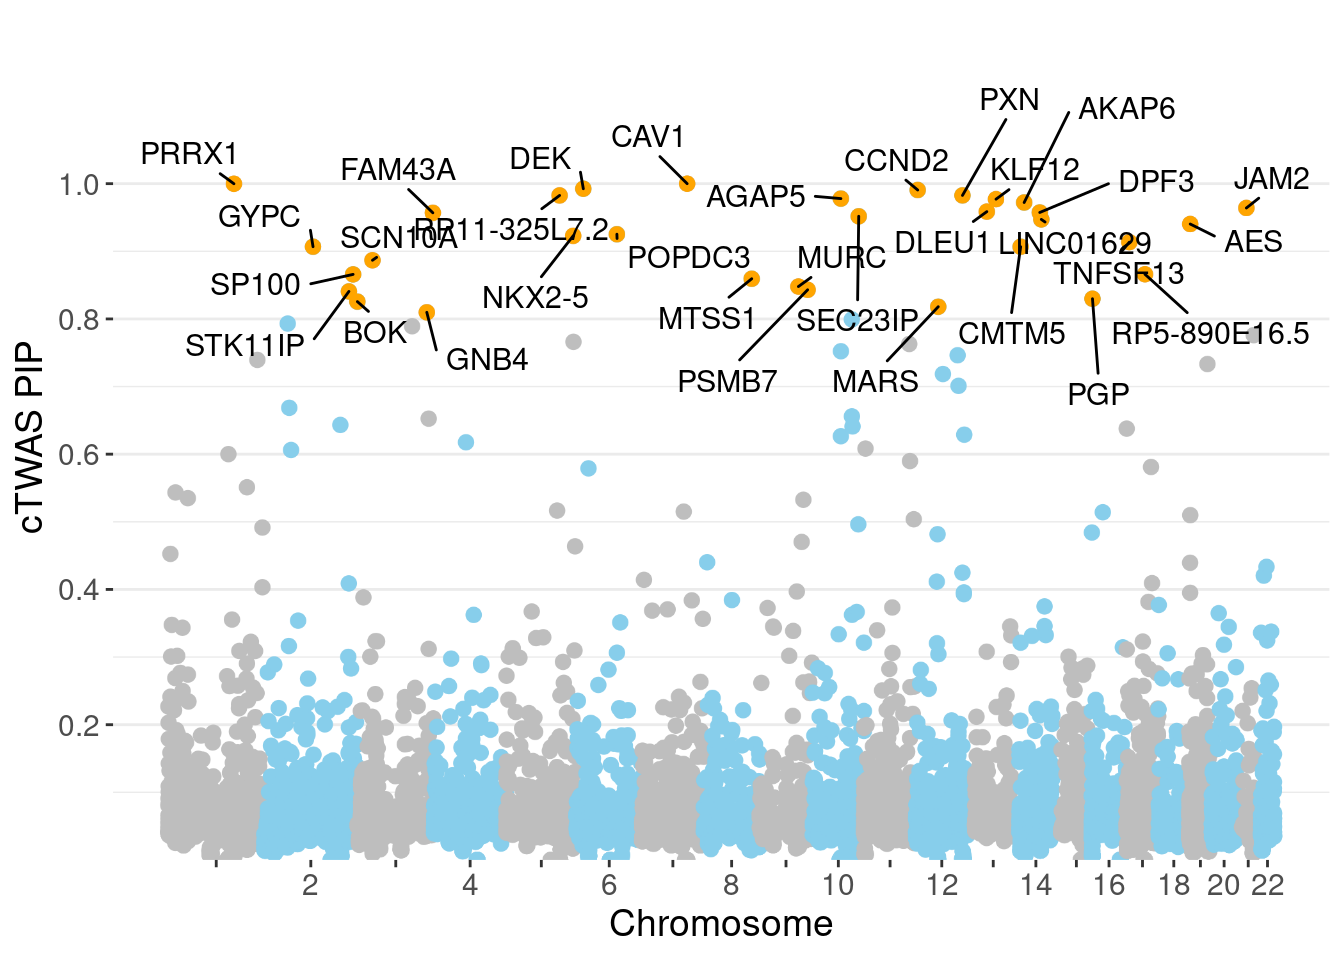 PXN
AKAP6
CAV1
PRRX1
FAM43A
DEK
CCND2
KLF12
JAM2
1.0
AGAP5
DPF3
GYPC
SCN10A
RP11-325L7.2
DLEU1
LINC01629
AES
POPDC3
MURC
TNFSF13
SP100
NKX2-5
MTSS1
SEC23IP
CMTM5
RP5-890E16.5
0.8
STK11IP
BOK
GNB4
PSMB7
MARS
PGP
0.6
0.4
0.2
cTWAS PIP
2 4 6 8 10 12 14 16 18 20 22
Chromosome